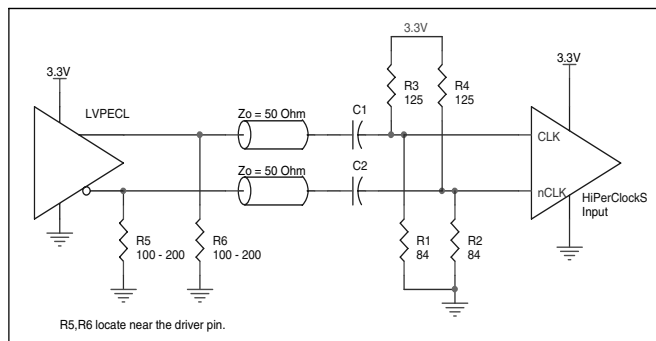 3.3V
LVPECL
Zo = 50 Ohm
C1
3.3V
R3
125
R4
125
3.3V
CLK
Zo = 50 Ohm
C2
nCLK
HiPerClockS
Input
R5
100 - 200
R6
100 - 200
R1
84
R2
84
R5,R6 locate near the driver pin.